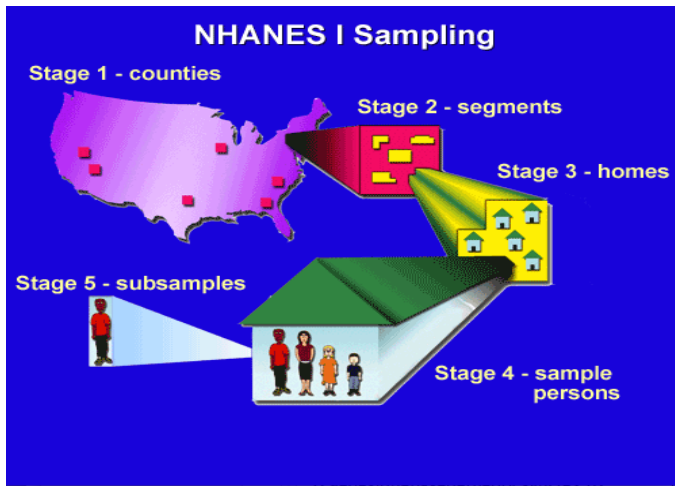 NHANES I Sampling
Stage 1 - counties
Stage 2 - segments
Stage 3 - homes
Stage 5 - subsamples
Stage 4 - sample
persons